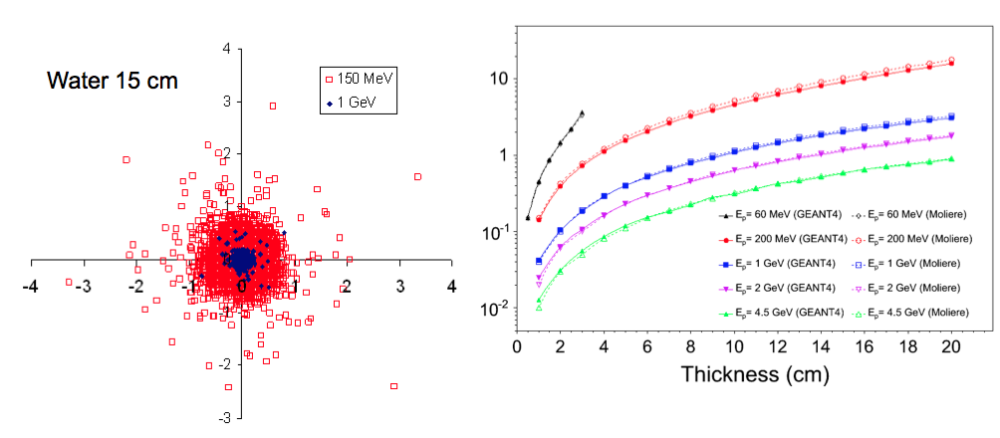 Water 15 cm
150 MeV
1 GeV
4
3
2
1
-4 -3 -2 -1 0 1 2 3 4
-1
-2
-3
10
1
10-1
10-2
Ep= 60 MeV (GEANT4) Ep= 60 MeV (Moliere)
Ep= 200 MeV (GEANT4) Ep= 200 MeV (Moliere)
Ep= 1 GeV (GEANT4) Ep= 1 GeV (Moliere)
Ep= 2 GeV (GEANT4) Ep= 2 GeV (Moliere)
Ep= 4.5 GeV (GEANT4) Ep= 4.5 GeV (Moliere)
0 2 4 6 8 10 12 14 16 18 20
Thickness (cm)